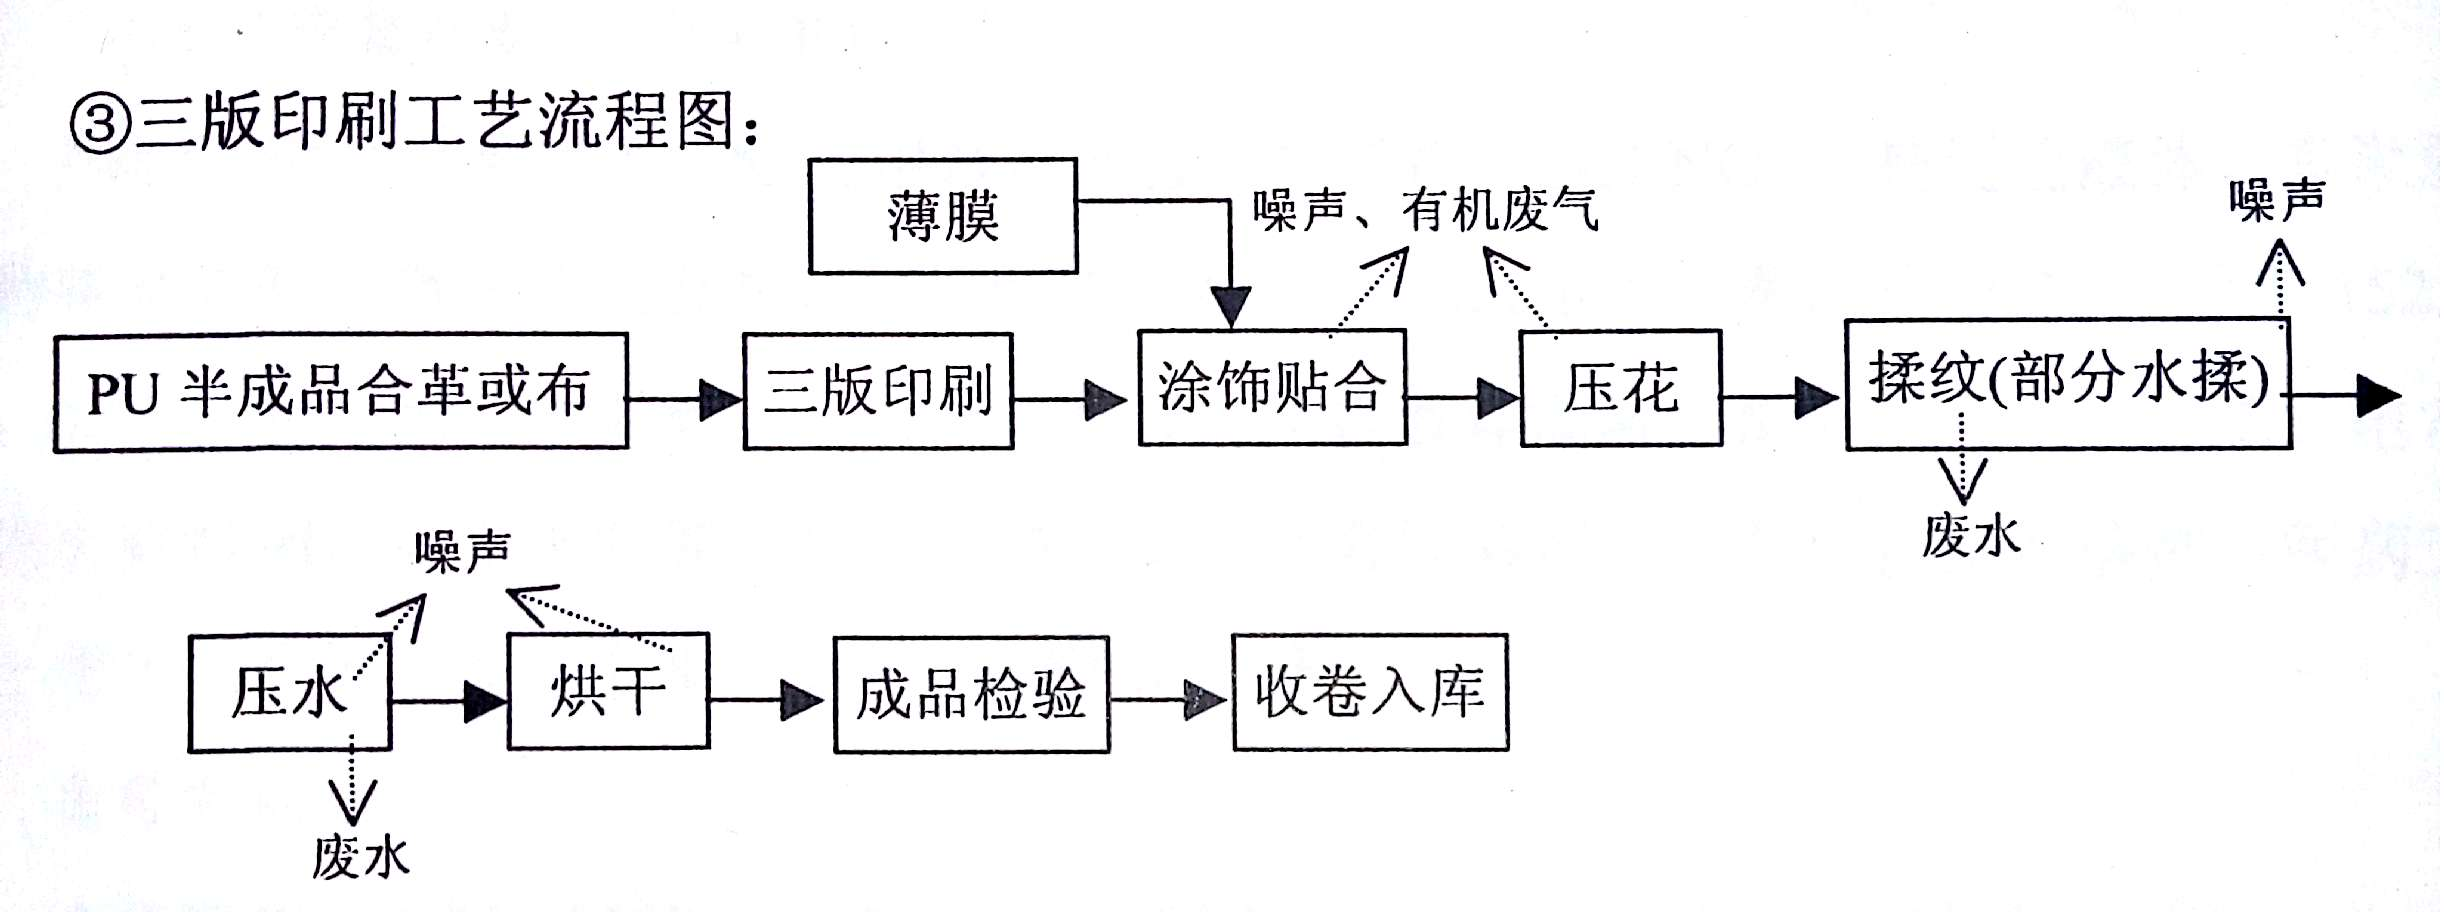 ③三版印刷工艺流程图：
薄膜
噪声、有机废气
噪声
PU 半成品合革或布
三版印刷
涂饰贴合
压花
揉纹(部分水揉)
废水
噪声
压水
烘干
成品检验
收卷入库
废水